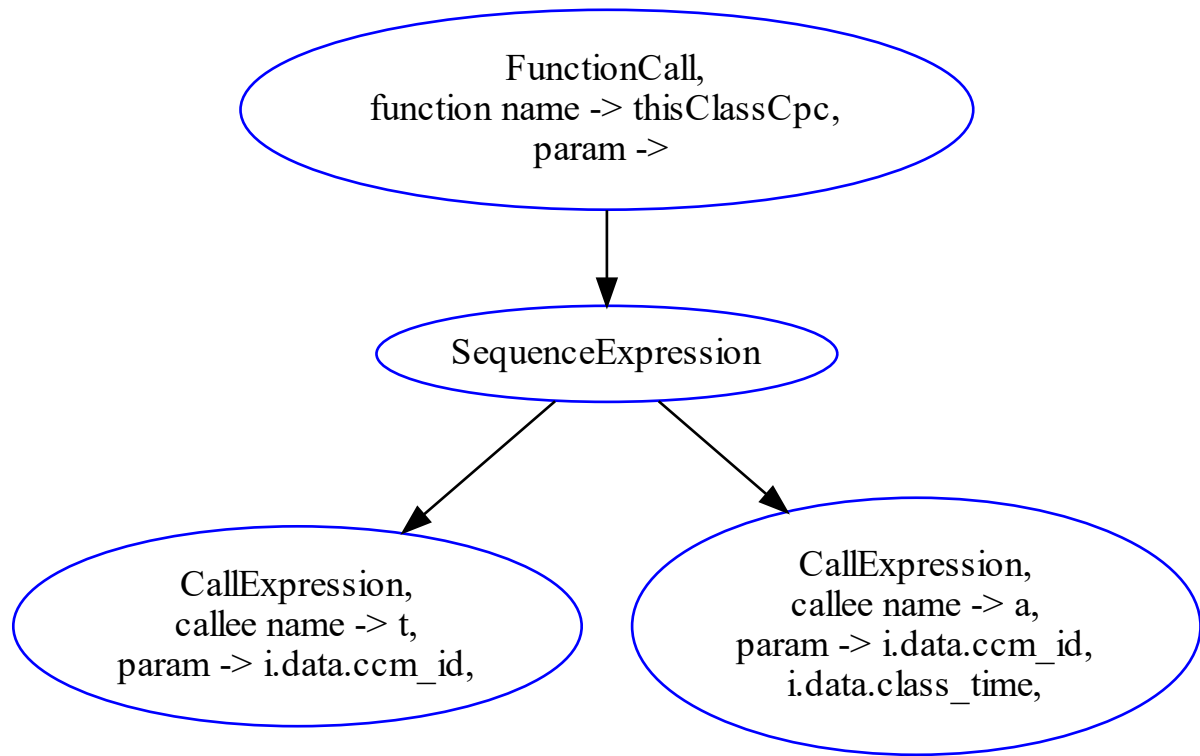 FunctionCall,
function name -> thisClassCpc,
param ->
SequenceExpression
CallExpression,
callee name -> t,
param -> i.data.ccm_id,
CallExpression,
callee name -> a,
param -> i.data.ccm_id,
i.data.class_time,